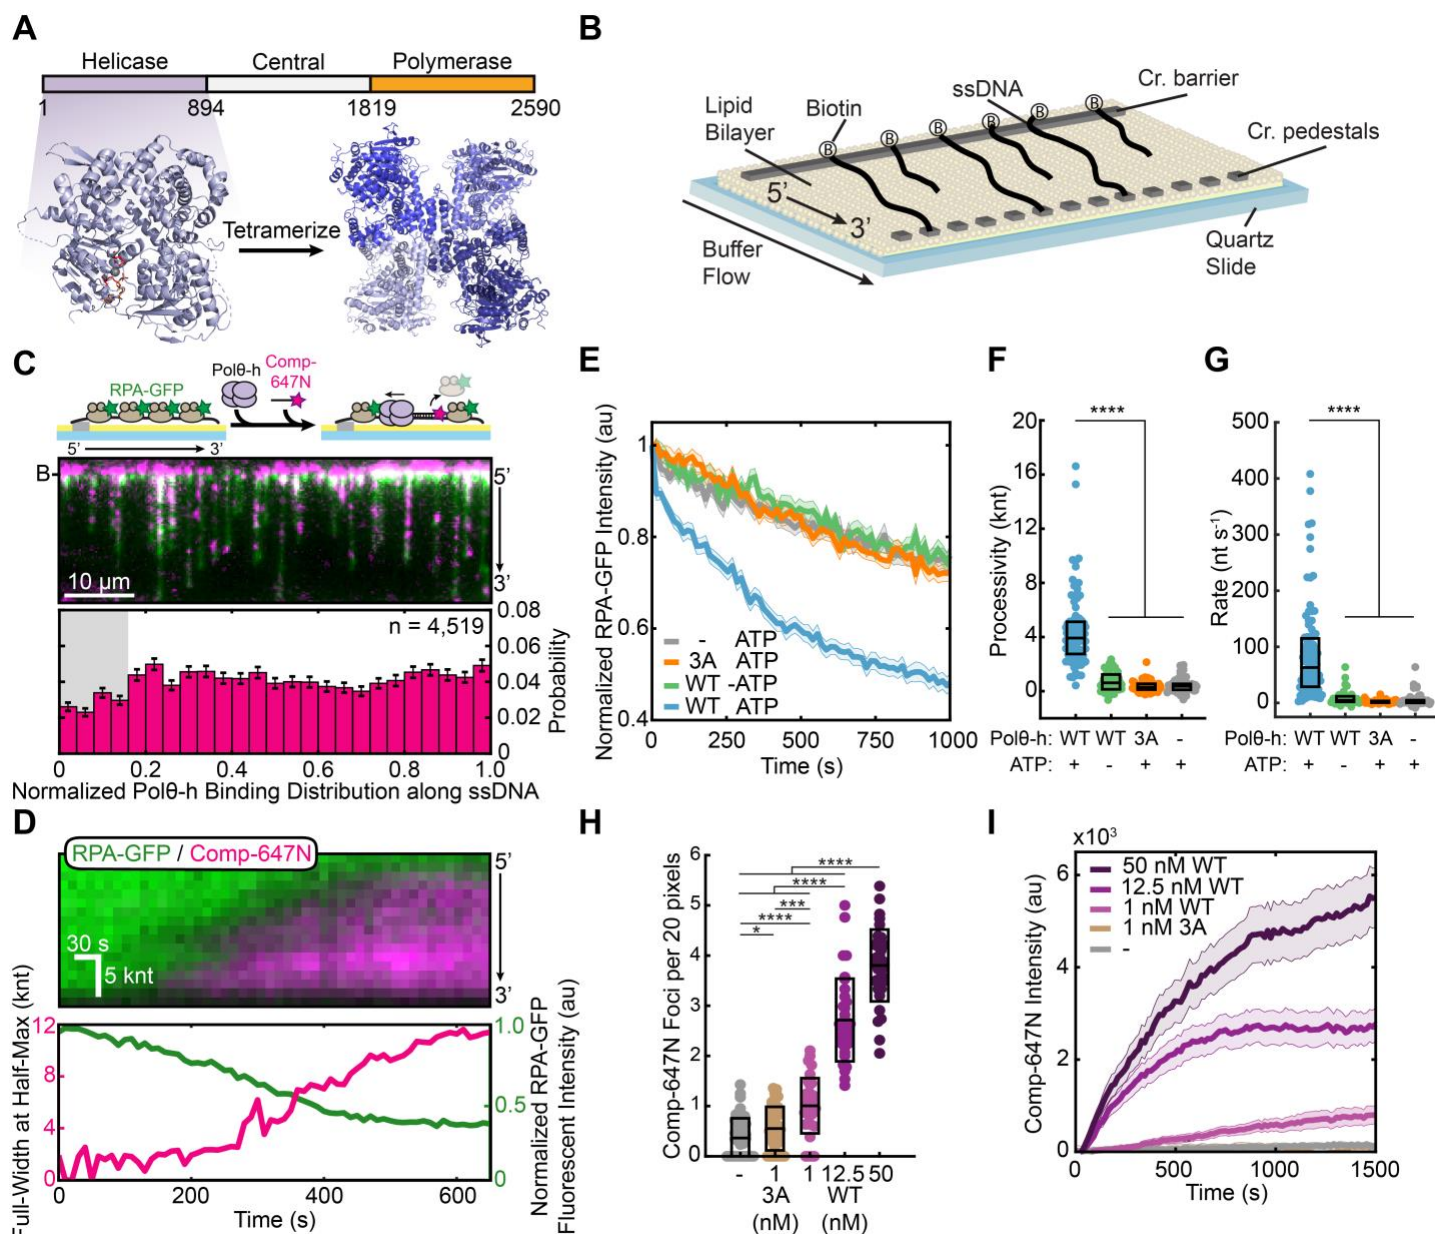 A
Helicase Central Polymerase
1 894 1819 2590
Tetramerize
B
Lipid
Bilayer
Biotin
ssDNA
Cr. barrier
Cr. pedestals
B B B B B B
5’
3’
Buffer
Flow
Quartz
Slide
C
RPA-GFP
Polθ-h
Comp-
647N
5’ 3’
B
5’
3’
10 μm
n = 4,519
0.08
0.06
0.04
0.02
0
Probability
0 0.2 0.4 0.6 0.8 1.0
Normalized Polθ-h Binding Distribution along ssDNA
D
RPA-GFP / Comp-647N
5’
3’
30 s
5 knt
Full-Width at Half-Max (knt)
12
8
4
0
1.0
0.5
0
Normalized RPA-GFP
Fluorescent Intensity (au)
0 200 400 600
Time (s)
E
Normalized RPA-GFP Intensity (au)
1
0.8
0.6
0.4
- ATP
3A ATP
WT -ATP
WT ATP
0 250 500 750 1000
Time (s)
F
Processivity (knt)
20
16
12
8
4
0
****
Polθ-h: WT WT 3A -
ATP: + - + +
G
Rate (nt s⁻¹)
500
400
300
200
100
0
****
Polθ-h: WT WT 3A -
ATP: + - + +
H
Comp-647N Foci per 20 pixels
6
5
4
3
2
1
0
****
****
***
****
*
- 1 1 12.5 50
3A WT
(nM) (nM)
I
x10³
Comp-647N Intensity (au)
6
4
2
0
50 nM WT
12.5 nM WT
1 nM WT
1 nM 3A
-
0 500 1000 1500
Time (s)